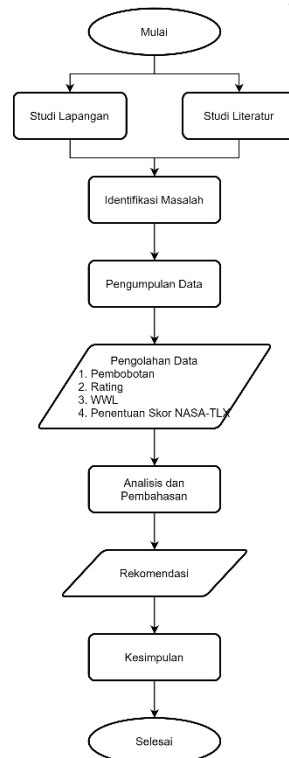 Mulai
Studi Lapangan
Studi Literatur
Identifikasi Masalah
Pengumpulan Data
Pengolahan Data
1. Pembobotan
2. Rating
3. WWL
4. Penentuan Skor NASA-TLX
Analisis dan
Pembahasan
Rekomendasi
Kesimpulan
Selesai